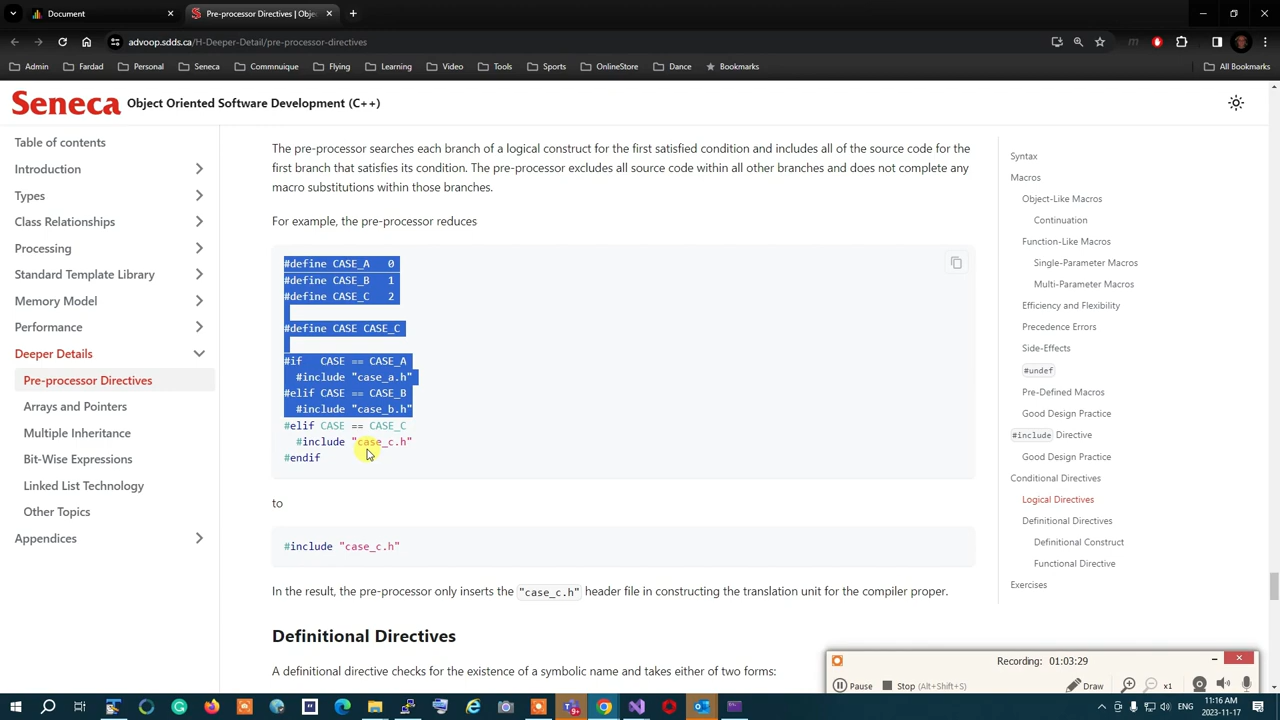 Document
Pre-processor Directives | Obje
advoop.sdds.ca/H-Deeper-Detail/pre-processor-directives
Admin
Fardad
Personal
Seneca
Commnuique
Flying
Learning
Video
Tools
Sports
OnlineStore
Dance
Bookmarks
All Bookmarks
Seneca Object Oriented Software Development (C++)
Table of contents
Introduction
Types
Class Relationships
Processing
Standard Template Library
Memory Model
Performance
Deeper Details
Pre-processor Directives
Arrays and Pointers
Multiple Inheritance
Bit-Wise Expressions
Linked List Technology
Other Topics
Appendices
The pre-processor searches each branch of a logical construct for the first satisfied condition and includes all of the source code for the
first branch that satisfies its condition. The pre-processor excludes all source code within all other branches and does not complete any
macro substitutions within those branches.
For example, the pre-processor reduces
#define CASE_A 0
#define CASE_B 1
#define CASE_C 2
#define CASE CASE_C
#if CASE == CASE_A
#include "case_a.h"
#elif CASE == CASE_B
#include "case_b.h"
#elif CASE == CASE_C
#include "case_c.h"
#endif
to
#include "case_c.h"
In the result, the pre-processor only inserts the "case_c.h" header file in constructing the translation unit for the compiler proper.
Definitional Directives
A definitional directive checks for the existence of a symbolic name and takes either of two forms:
Syntax
Macros
Object-Like Macros
Continuation
Function-Like Macros
Single-Parameter Macros
Multi-Parameter Macros
Efficiency and Flexibility
Precedence Errors
Side-Effects
#undef
Pre-Defined Macros
Good Design Practice
#include Directive
Good Design Practice
Conditional Directives
Logical Directives
Definitional Directives
Definitional Construct
Functional Directive
Exercises
Recording: 01:03:29
Pause
Stop (Alt+Shift+S)
Draw
x1
ENG
11:16 AM
2023-11-17